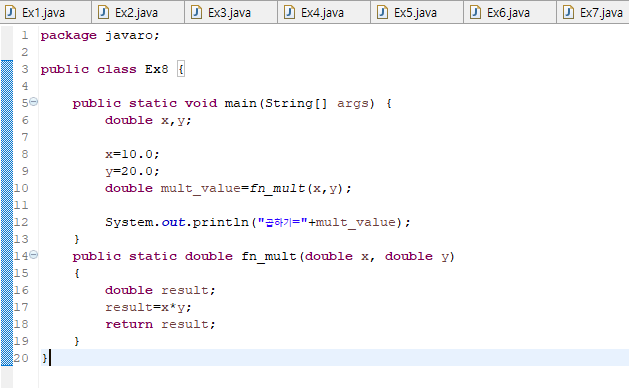 Ex1.java Ex2.java Ex3.java Ex4.java Ex5.java Ex6.java Ex7.java
1 package javaro;
2
3 public class Ex8 {
4
5 public static void main(String[] args) {
6 double x,y;
7
8 x=10.0;
9 y=20.0;
10 double mult_value=fn_mult(x,y);
11
12 System.out.println("곱하기="+mult_value);
13 }
14 public static double fn_mult(double x, double y)
15 {
16 double result;
17 result=x*y;
18 return result;
19 }
20 }